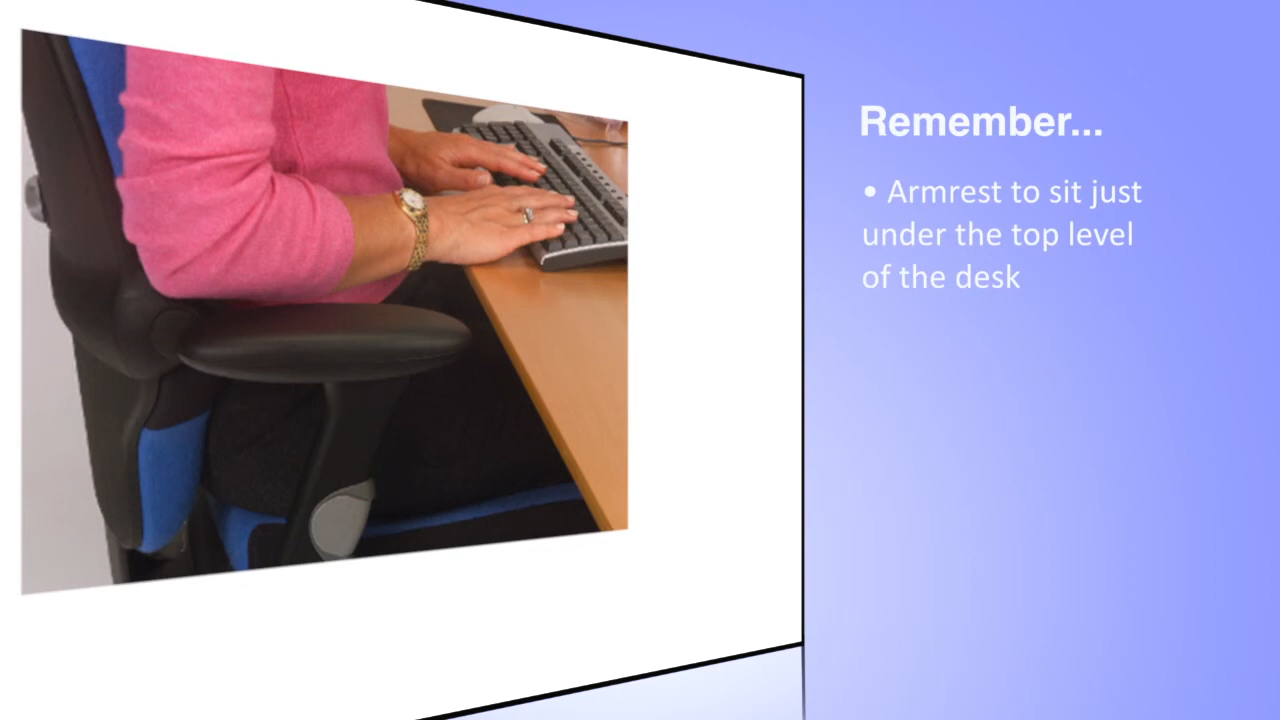 Remember...
• Armrest to sit just
under the top level
of the desk